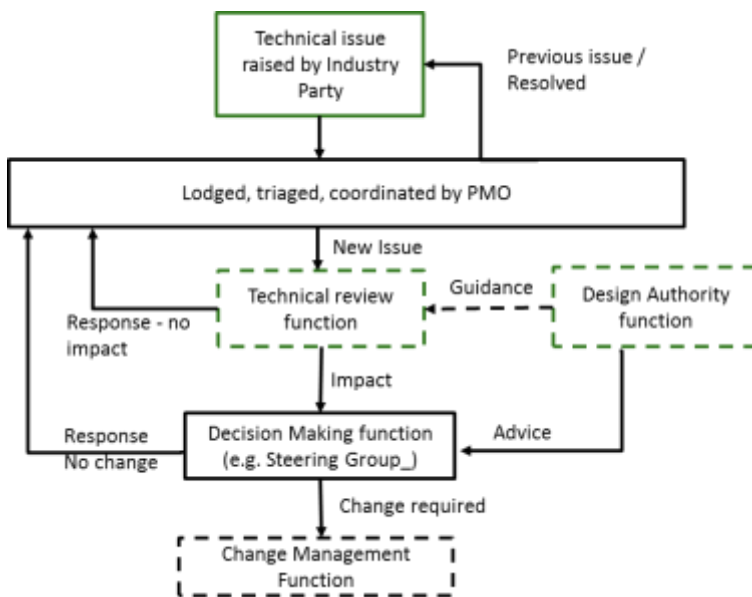 Technical issue
raised by Industry
Party
Previous issue /
Resolved
Lodged, triaged, coordinated by PMO
New Issue
Technical review
function
Guidance
Design Authority
function
Response - no
impact
Impact
Response
No change
Decision Making function
(e.g. Steering Group_)
Advice
Change required
Change Management
Function